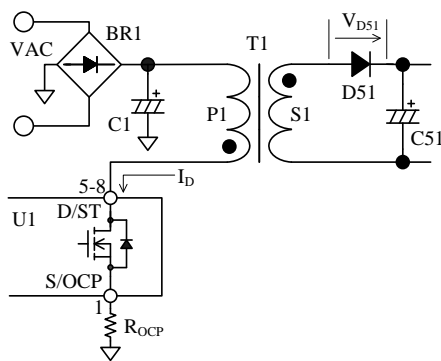 VAC
BR1
T1
V_D51
D51
C1
P1
S1
C51
5-8
I_D
U1
D/ST
S/OCP
1
R_OCP
+
+